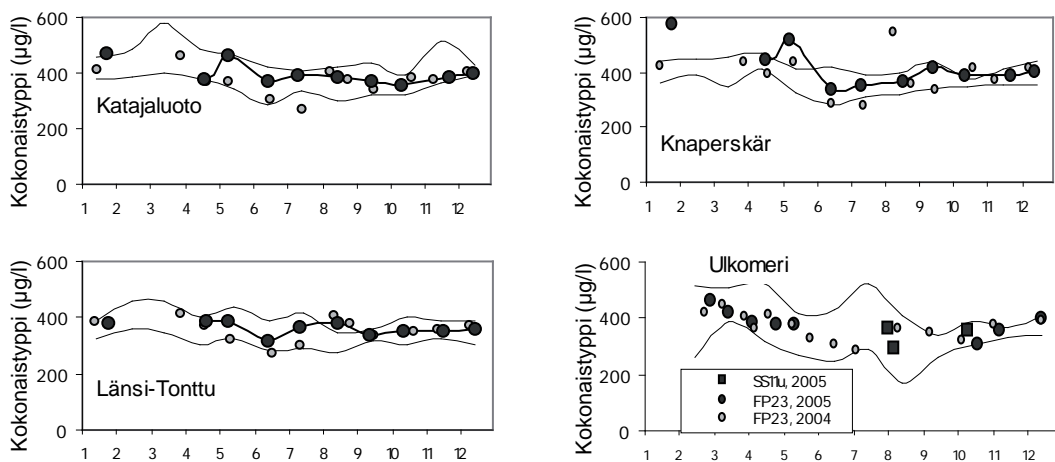 Kokonaistyppi (µg/l)
600
400
200
0
Katajaluoto
1 2 3 4 5 6 7 8 9 10 11 12
Kokonaistyppi (µg/l)
600
400
200
0
Knaperskär
1 2 3 4 5 6 7 8 9 10 11 12
Kokonaistyppi (µg/l)
600
400
200
0
Länsi-Tonttu
1 2 3 4 5 6 7 8 9 10 11 12
Kokonaistyppi (µg/l)
Ulkomeri
600
400
200
0
SS11u, 2005
FP23, 2005
FP23, 2004
1 2 3 4 5 6 7 8 9 10 11 12